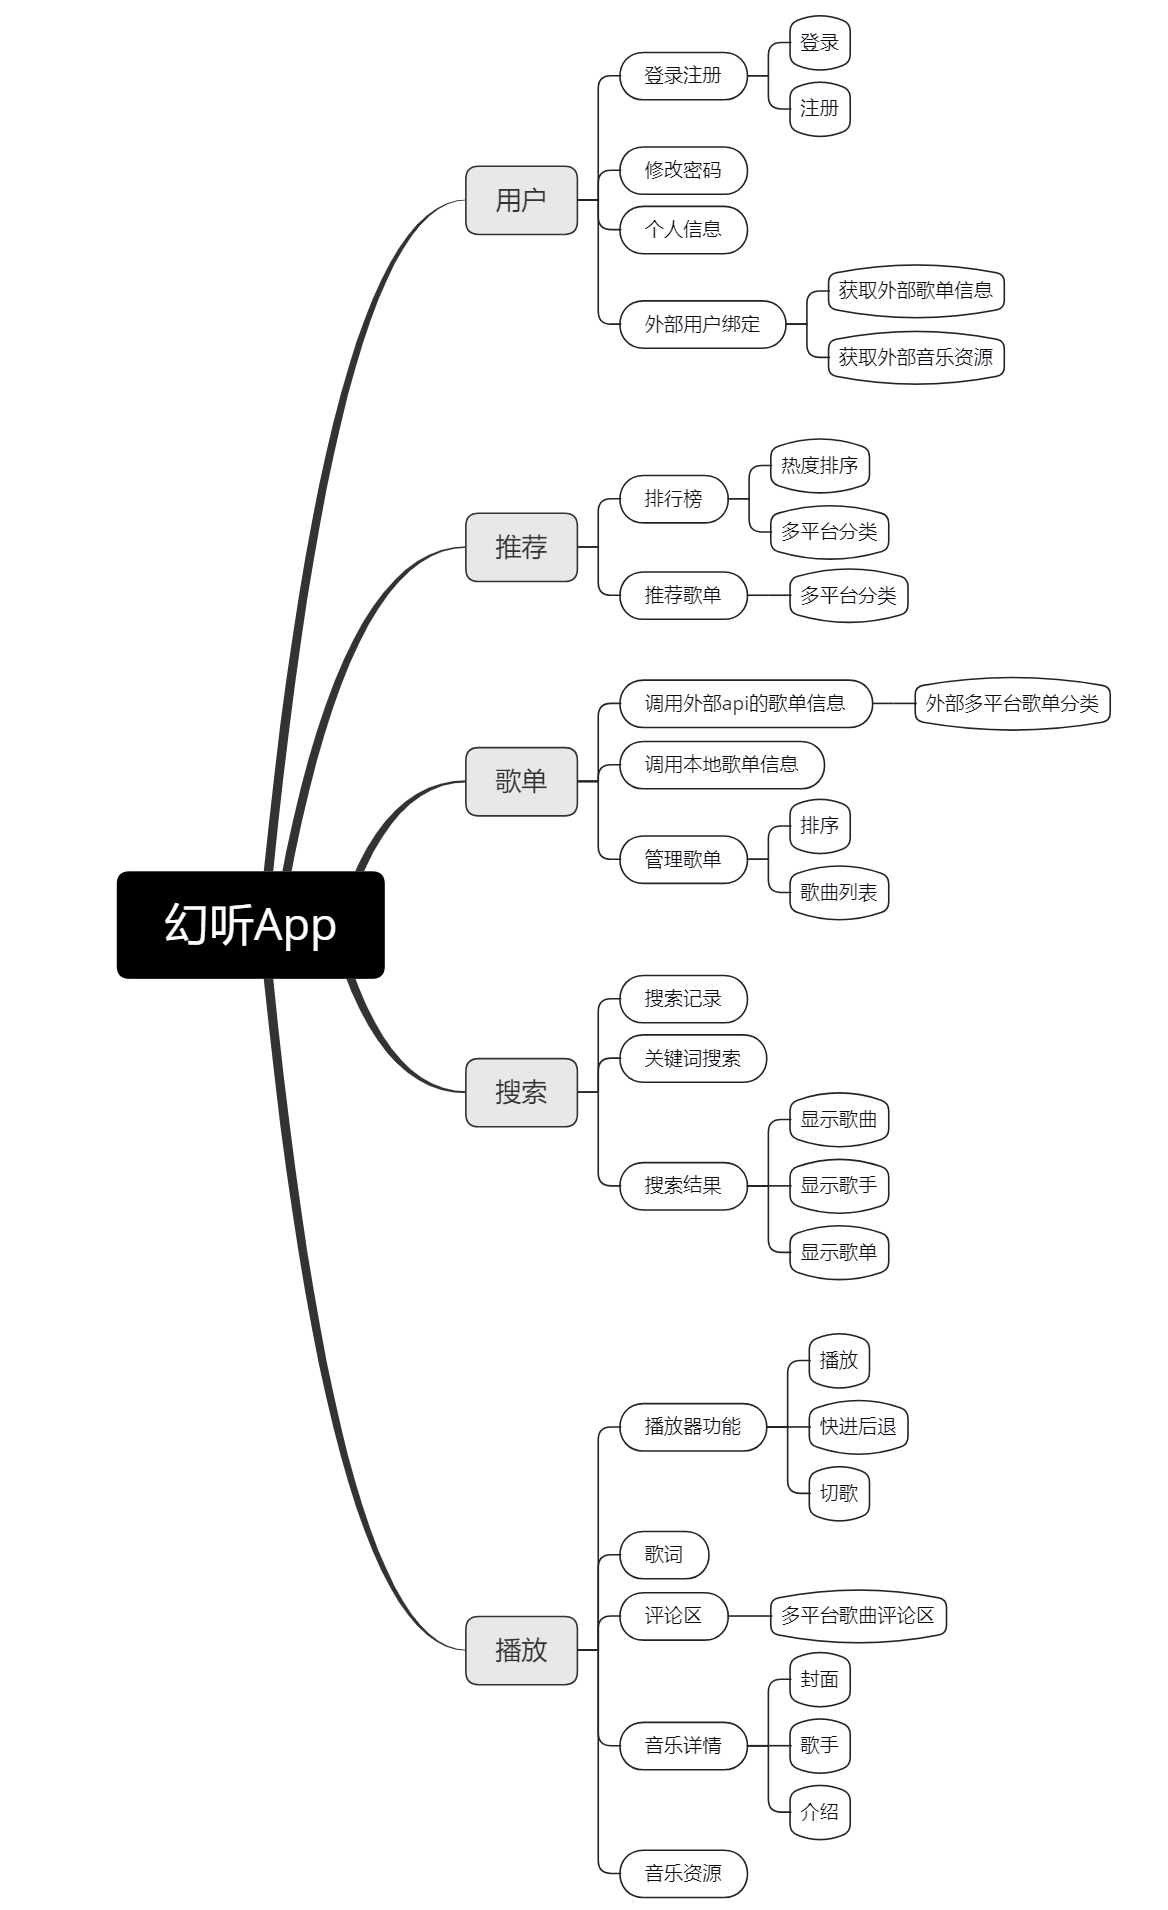 幻听App
用户
登录注册
登录
注册
修改密码
个人信息
外部用户绑定
获取外部歌单信息
获取外部音乐资源
推荐
排行榜
热度排序
多平台分类
推荐歌单
多平台分类
歌单
调用外部api的歌单信息
外部多平台歌单分类
调用本地歌单信息
管理歌单
排序
歌曲列表
搜索
搜索记录
关键词搜索
搜索结果
显示歌曲
显示歌手
显示歌单
播放
播放器功能
播放
快进后退
切歌
歌词
评论区
多平台歌曲评论区
音乐详情
封面
歌手
介绍
音乐资源